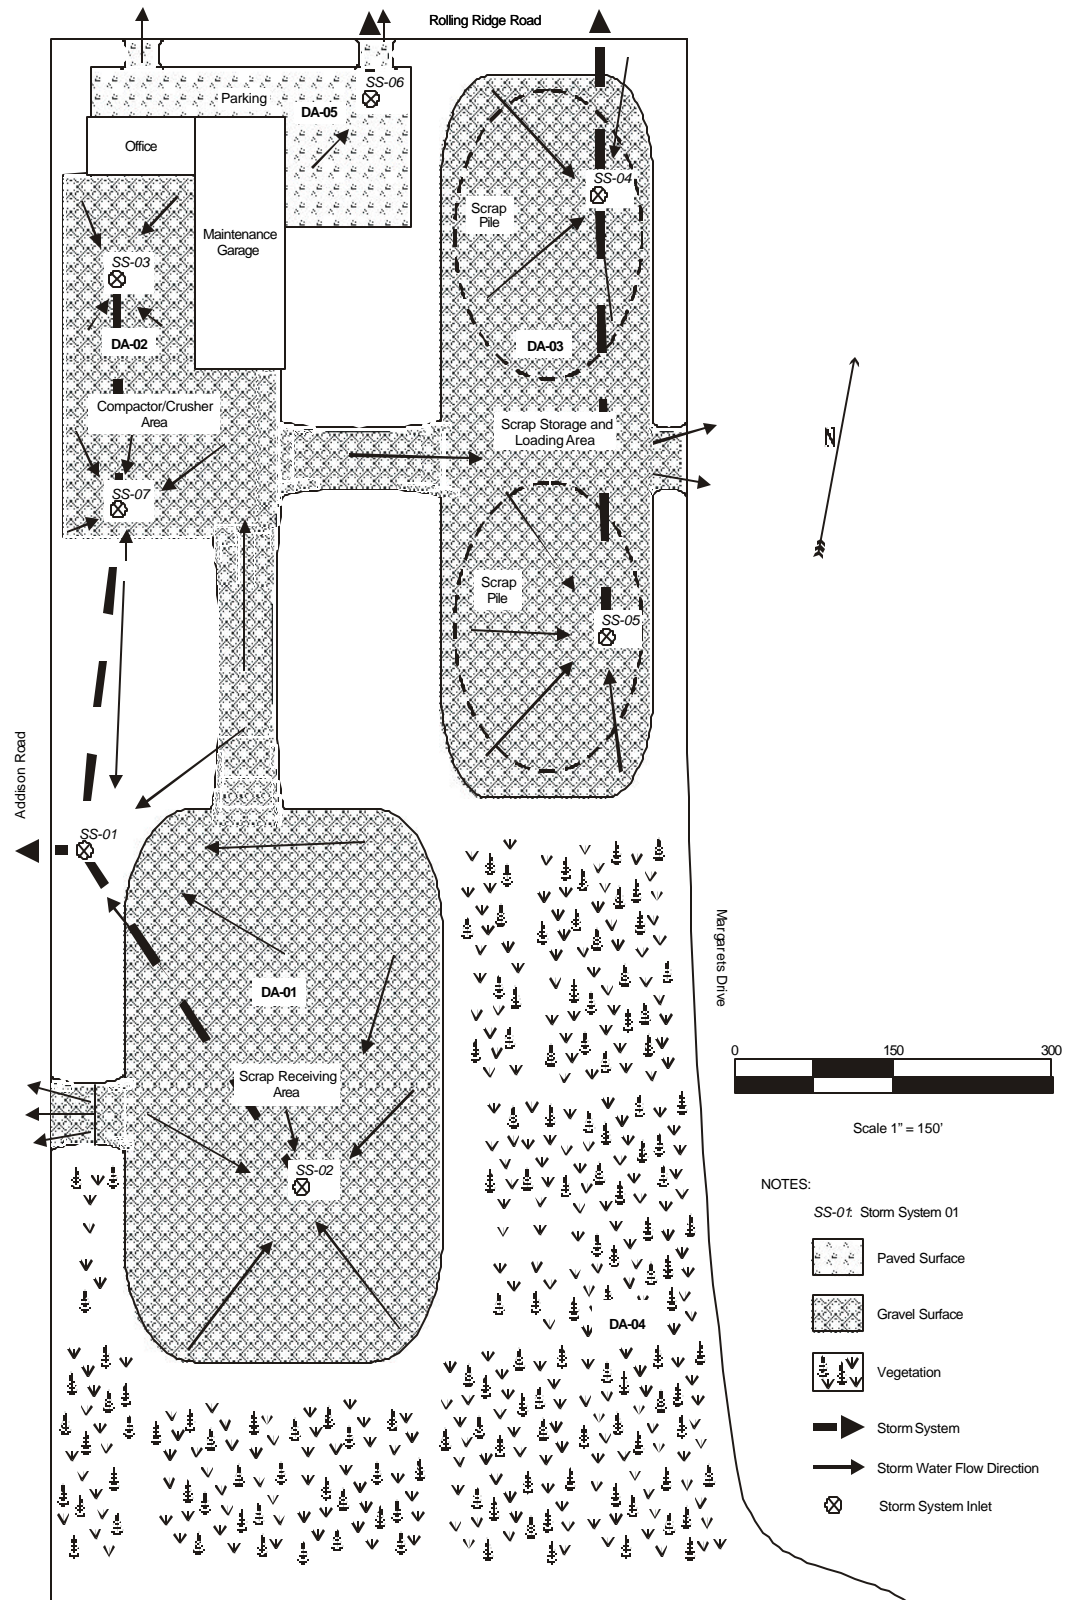 Rolling Ridge Road
SS-06
Parking
DA-05
Office
SS-04
Scrap
Pile
Maintenance
Garage
SS-03
DA-02
DA-03
Compactor/Crusher
Area
Scrap Storage and
Loading Area
N
SS-07
Scrap
Pile
SS-05
Addison Road
SS-01
Margarets Drive
DA-01
0 150 300
Scrap Receiving
Area
Scale 1" = 150'
SS-02
NOTES:
SS-01: Storm System 01
Paved Surface
Gravel Surface
DA-04
Vegetation
Storm System
Storm Water Flow Direction
Storm System Inlet